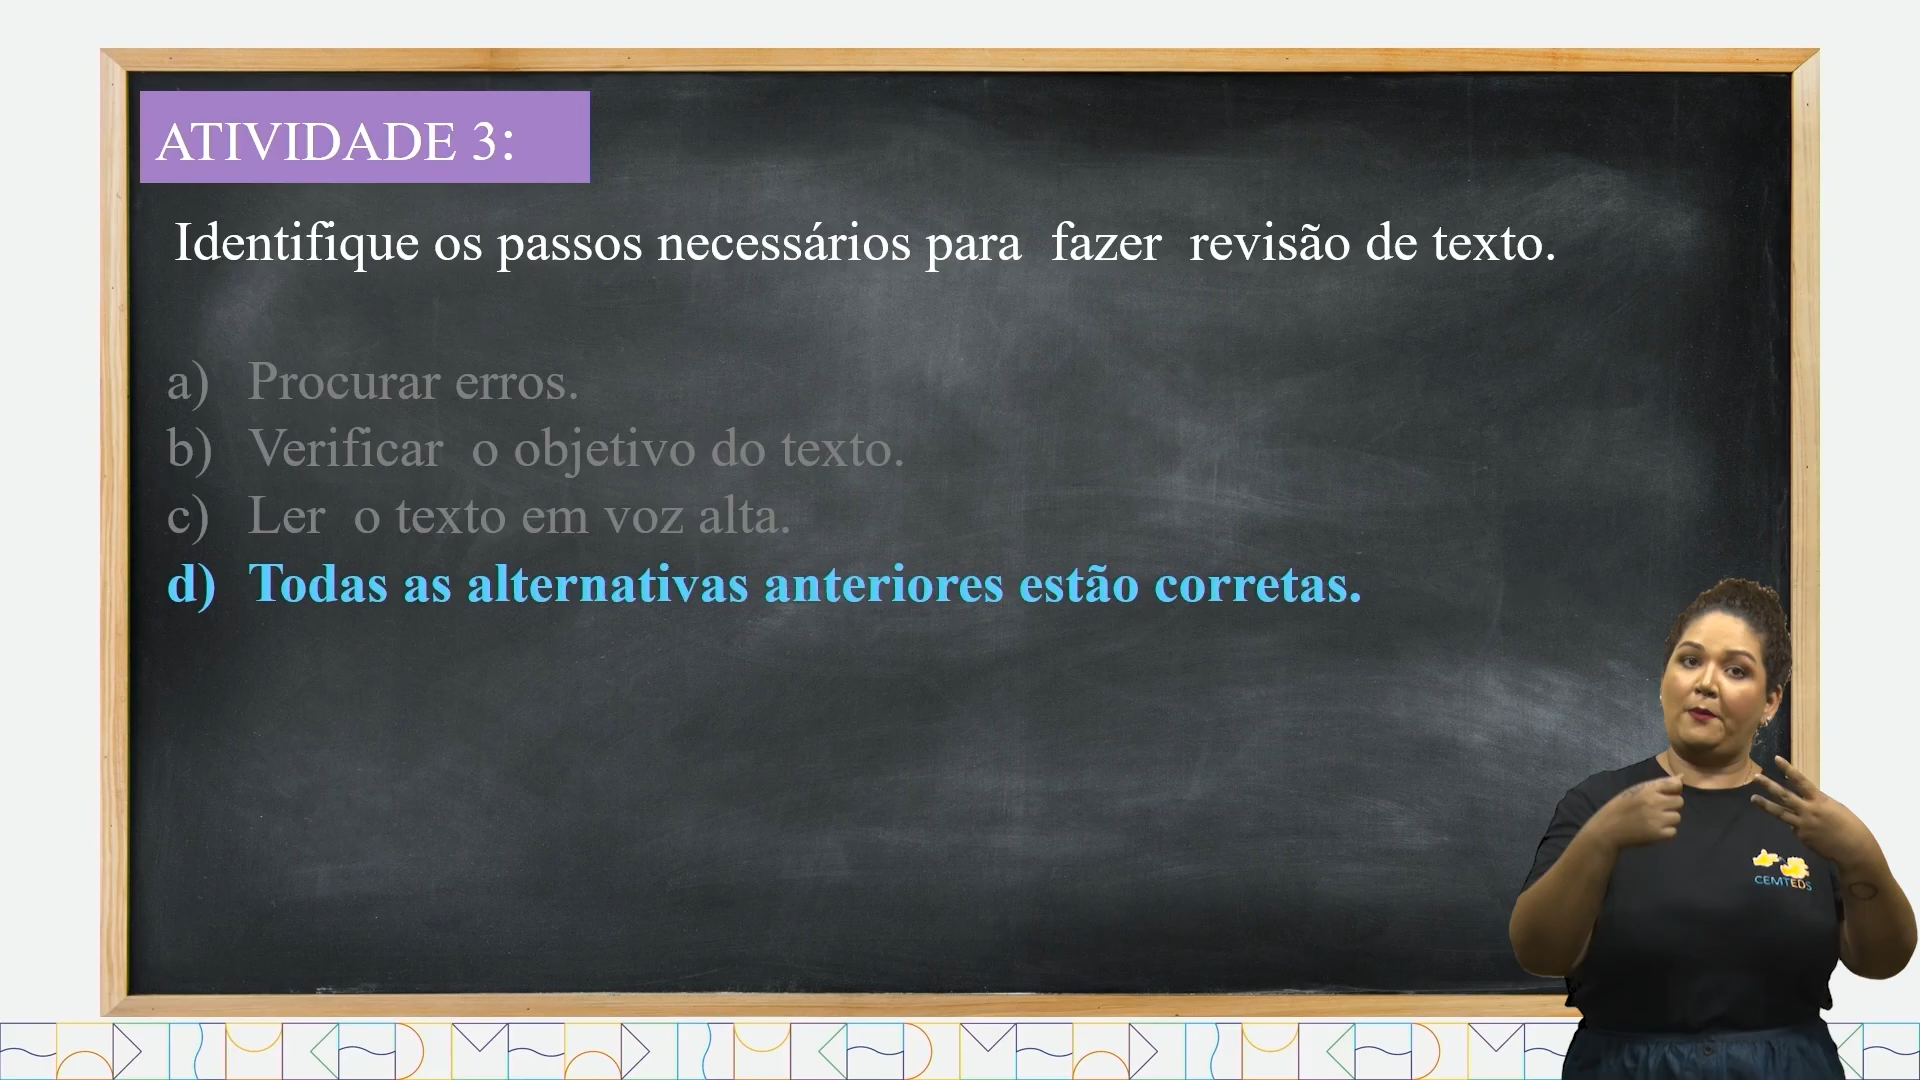 ATIVIDADE 3:
Identifique os passos necessários para fazer revisão de texto.
a) Procurar erros.
b) Verificar o objetivo do texto.
c) Ler o texto em voz alta.
d) Todas as alternativas anteriores estão corretas.
CEMTEDS